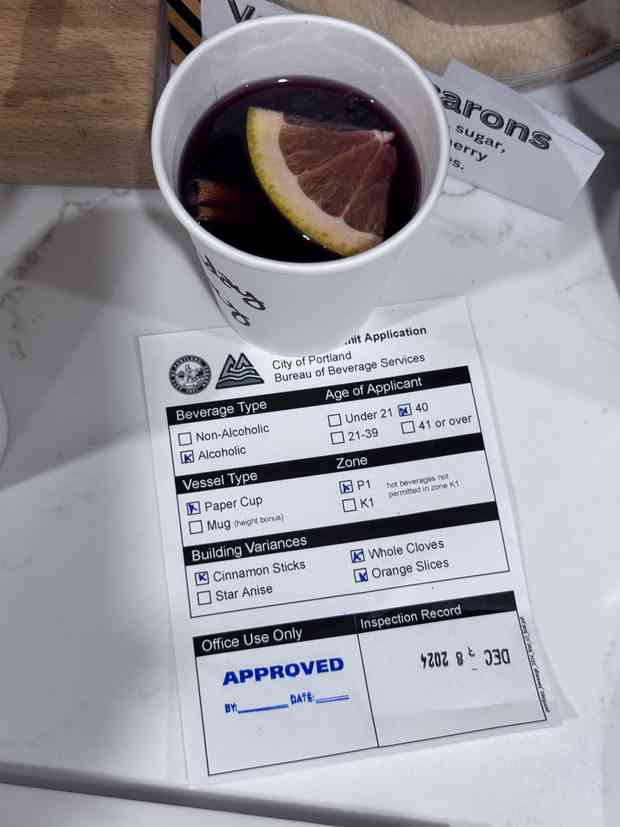 arons
sugar,
erry
es.
mit Application
City of Portland
Bureau of Beverage Services
Beverage Type
Age of Applicant
Non-Alcoholic
Alcoholic
Under 21
40
21-39
41 or over
Vessel Type
Zone
Paper Cup
Mug (height bonus)
P1
hot beverages not
permitted in zone K1
K1
Building Variances
Cinnamon Sticks
Star Anise
Whole Cloves
Orange Slices
Office Use Only
Inspection Record
APPROVED
BY: DATE:
DEC 8 2024